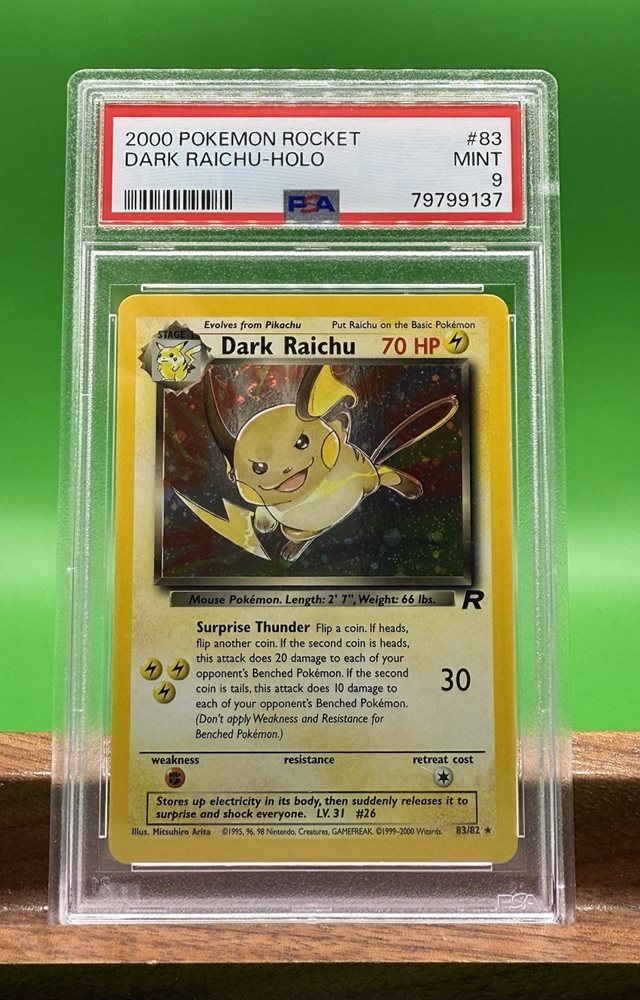 2000 POKEMON ROCKET #83
DARK RAICHU-HOLO MINT
9
PSA 79799137
Evolves from Pikachu Put Raichu on the Basic Pokémon
STAGE 1
Dark Raichu 70 HP
Mouse Pokémon. Length: 2' 7", Weight: 66 lbs.
R
Surprise Thunder Flip a coin. If heads,
flip another coin. If the second coin is heads,
this attack does 20 damage to each of your
opponent's Benched Pokémon. If the second
coin is tails, this attack does 10 damage to
each of your opponent's Benched Pokémon.
(Don't apply Weakness and Resistance for
Benched Pokémon.)
30
weakness resistance retreat cost
Stores up electricity in its body, then suddenly releases it to
surprise and shock everyone. LV. 31 #26
Illus. Mitsuhiro Arita ©1995, 96, 98 Nintendo, Creatures, GAMEFREAK. ©1999-2000 Wizards. 83/82 ★
PSA